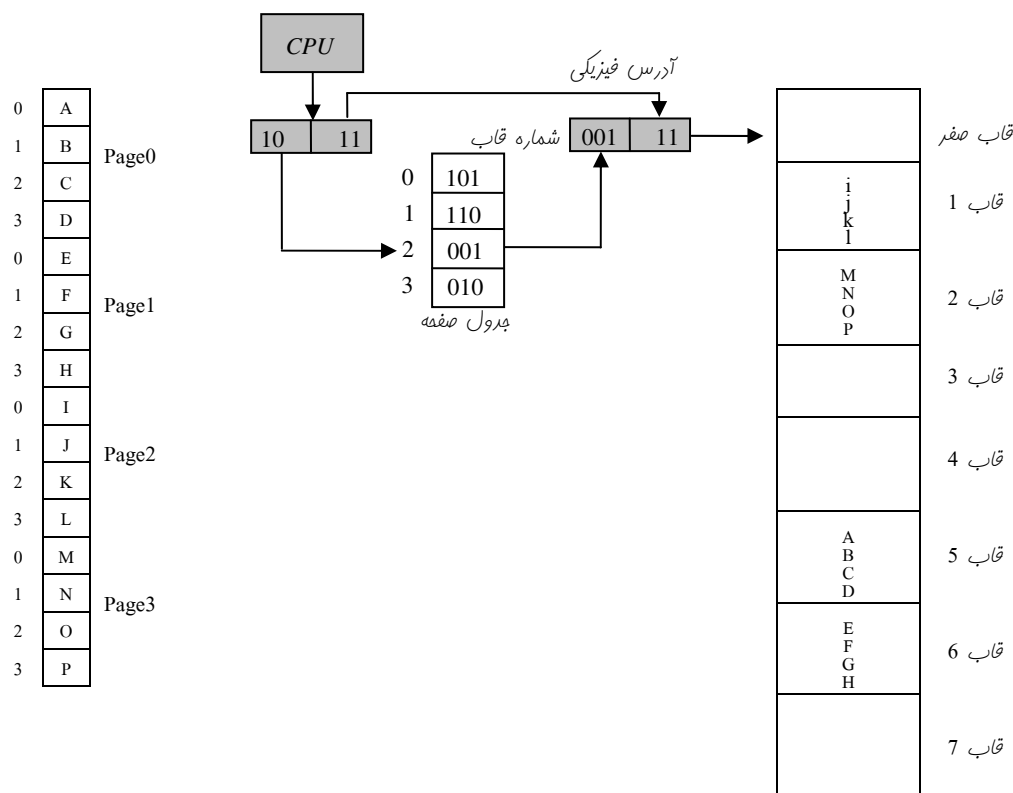 CPU
آدرس فیزیکی
10 11
شماره قاب
001 11
0 101
1 110
2 001
3 010
جدول صفحه
0 A
1 B
2 C
3 D
Page0
0 E
1 F
2 G
3 H
Page1
0 I
1 J
2 K
3 L
Page2
0 M
1 N
2 O
3 P
Page3
قاب صفر
i
j
k
l
قاب 1
M
N
O
P
قاب 2
قاب 3
قاب 4
A
B
C
D
قاب 5
E
F
G
H
قاب 6
قاب 7